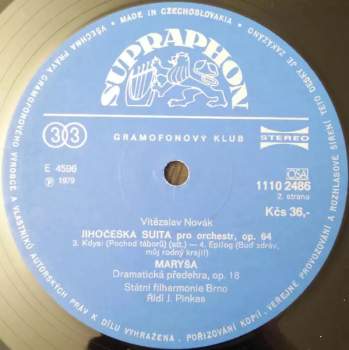 MADE IN CZECHOSLOVAKIA • VŠECHNA PRÁVA GRAMOFONOVÉHO VÝROBCE A VLASTNÍKŮ AUTORSKÝCH PRÁV K DÍLU VYHRAZENA. POŘIZOVÁNÍ KOPIÍ, VEŘEJNÉ PROVOZOVÁNÍ A ROZHLASOVÉ ŠÍŘENÍ TÉTO DESKY JE ZAKÁZÁNO
SUPRAPHON
33
GRAMOFONOVÝ KLUB
STEREO
E 4596
Ⓟ 1979
OSA
1110 2486
2. strana
Kčs 36,-
Vítězslav Novák
JIHOČESKÁ SUITA pro orchestr, op. 64
3. Kdysi (Pochod táborů) (str.) — 4. Epilog (Buď zdráv,
můj rodný kraji!)
MARYŠA
Dramatická předehra, op. 18
Státní filharmonie Brno
Řídí J. Pinkas